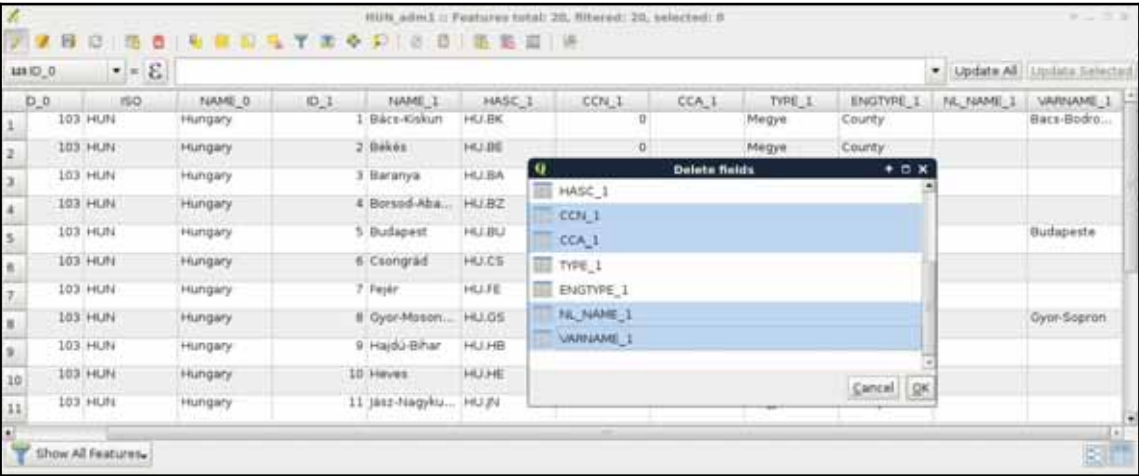 HUN_adm1 :: Features total: 20, filtered: 20, selected: 0
123 ID_0 = ε Update All Update Selected
D_0 ISO NAME_0 ID_1 NAME_1 HASC_1 CCN_1 CCA_1 TYPE_1 ENGTYPE_1 NL_NAME_1 VARNAME_1
1 103 HUN Hungary 1 Bács-Kiskun HU.BK 0 Megye County Bacs-Bodro...
2 103 HUN Hungary 2 Békés HU.BE 0 Megye County
3 103 HUN Hungary 3 Baranya HU.BA
4 103 HUN Hungary 4 Borsod-Aba... HU.BZ
5 103 HUN Hungary 5 Budapest HU.BU Budapeste
6 103 HUN Hungary 6 Csongrád HU.CS
7 103 HUN Hungary 7 Fejér HU.FE
8 103 HUN Hungary 8 Gyor-Moson... HU.GS Gyor-Sopron
9 103 HUN Hungary 9 Hajdú-Bihar HU.HB
10 103 HUN Hungary 10 Heves HU.HE
11 103 HUN Hungary 11 Jász-Nagyku... HU.JN
Delete fields
HASC_1
CCN_1
CCA_1
TYPE_1
ENGTYPE_1
NL_NAME_1
VARNAME_1
Cancel OK
Show All Features